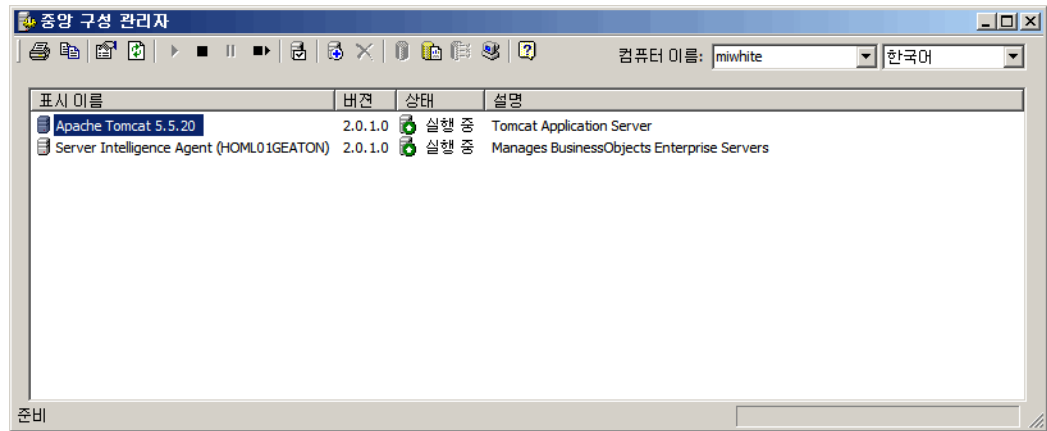 중앙 구성 관리자
컴퓨터 이름: miwhite 한국어
표시 이름 버젼 상태 설명
Apache Tomcat 5.5.20 2.0.1.0 실행 중 Tomcat Application Server
Server Intelligence Agent (HOML01GEATON) 2.0.1.0 실행 중 Manages BusinessObjects Enterprise Servers
준비